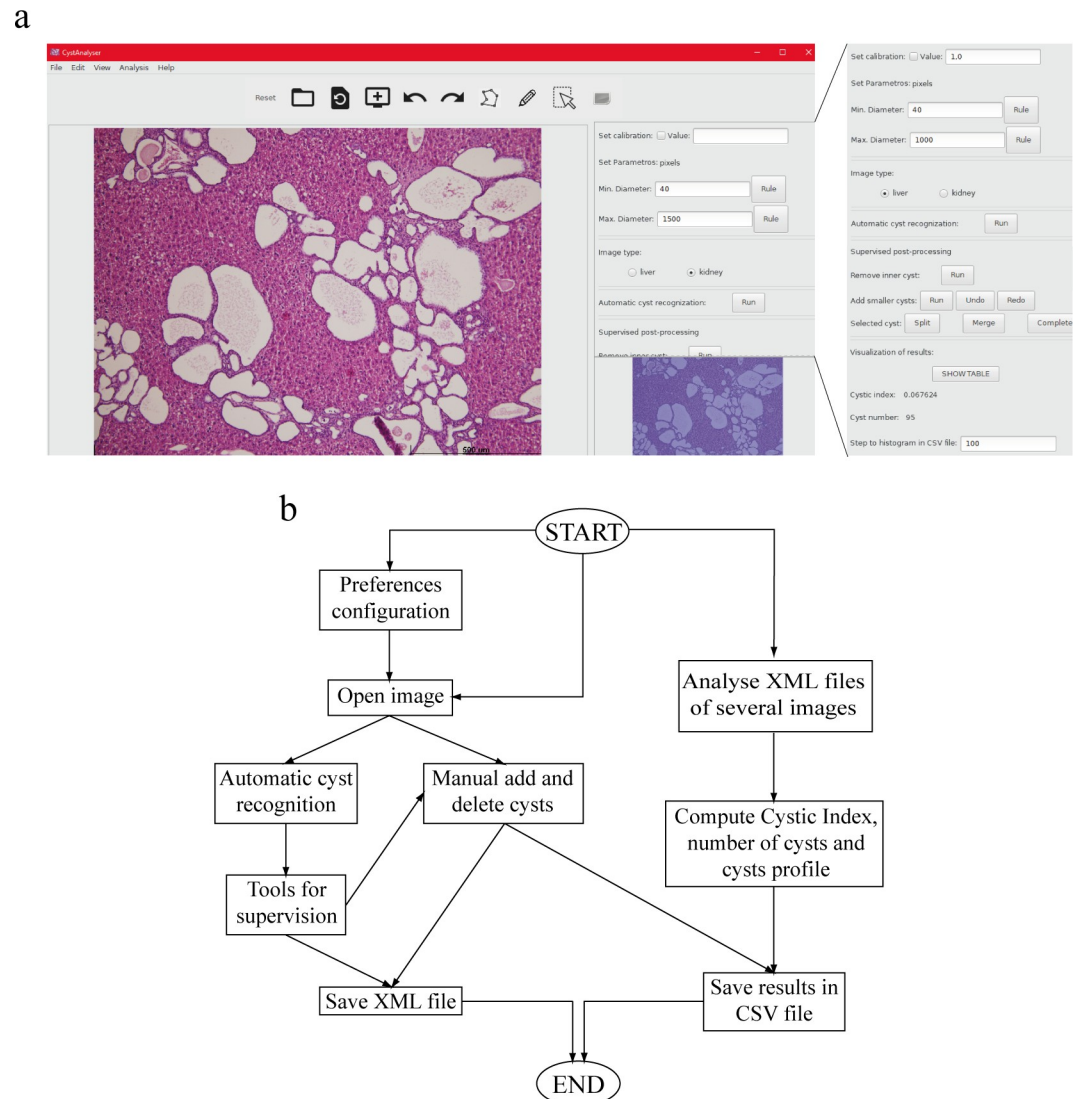 a
CystAnalyser
File Edit View Analysis Help
Reset
Set calibration: Value:
Set Parametros: pixels
Min. Diameter: 40 Rule
Max. Diameter: 1500 Rule
Image type:
liver kidney
Automatic cyst recognization: Run
Supervised post-processing
Remove inner cyst: Run
500 um
Set calibration: Value: 1.0
Set Parametros: pixels
Min. Diameter: 40 Rule
Max. Diameter: 1000 Rule
Image type:
liver kidney
Automatic cyst recognization: Run
Supervised post-processing
Remove inner cyst: Run
Add smaller cysts: Run Undo Redo
Selected cyst: Split Merge Complete
Visualization of results:
SHOW TABLE
Cystic index: 0.067624
Cyst number: 95
Step to histogram in CSV file: 100
b
START
Preferences
configuration
Open image
Analyse XML files
of several images
Automatic cyst
recognition
Manual add and
delete cysts
Compute Cystic Index,
number of cysts and
cysts profile
Tools for
supervision
Save XML file
Save results in
CSV file
END